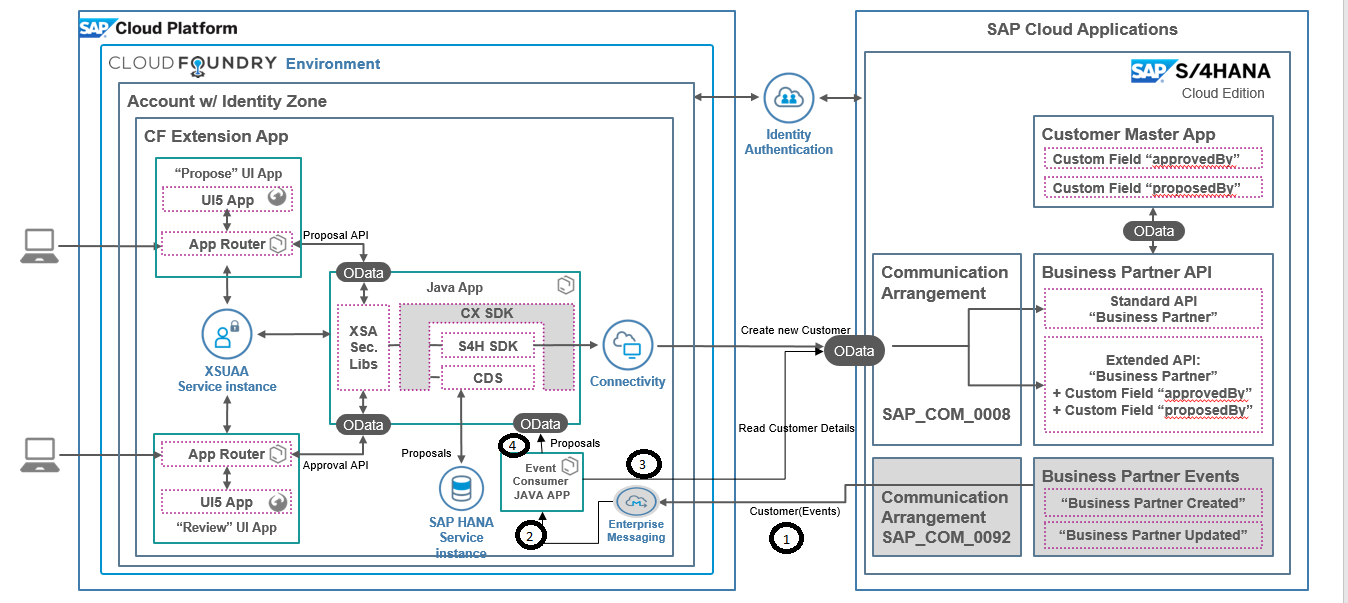 SAP Cloud Platform
CLOUD FOUNDRY Environment
Account w/ Identity Zone
CF Extension App
“Propose” UI App
UI5 App
App Router
Proposal API
OData
Java App
CX SDK
XSA
Sec.
Libs
S4H SDK
CDS
XSUAA
Service instance
Connectivity
OData
OData
App Router
Approval API
UI5 App
“Review” UI App
Proposals
SAP HANA
Service
instance
4
Proposals
Event
Consumer
JAVA APP
2
3
Enterprise
Messaging
Identity
Authentication
Create new Customer
Read Customer Details
Customer(Events)
1
SAP Cloud Applications
SAP S/4HANA
Cloud Edition
Customer Master App
Custom Field “approvedBy”
Custom Field “proposedBy”
OData
OData
Communication
Arrangement
SAP_COM_0008
Business Partner API
Standard API
“Business Partner”
Extended API:
“Business Partner”
+ Custom Field “approvedBy”
+ Custom Field “proposedBy”
Communication
Arrangement
SAP_COM_0092
Business Partner Events
“Business Partner Created”
“Business Partner Updated”